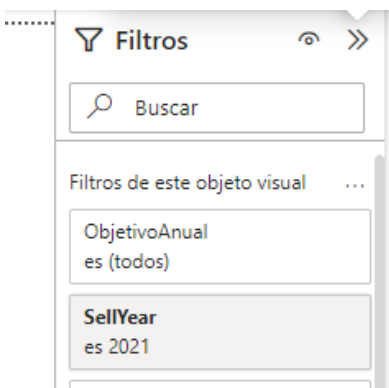 Filtros
Buscar
Filtros de este objeto visual ...
ObjetivoAnual
es (todos)
SellYear
es 2021